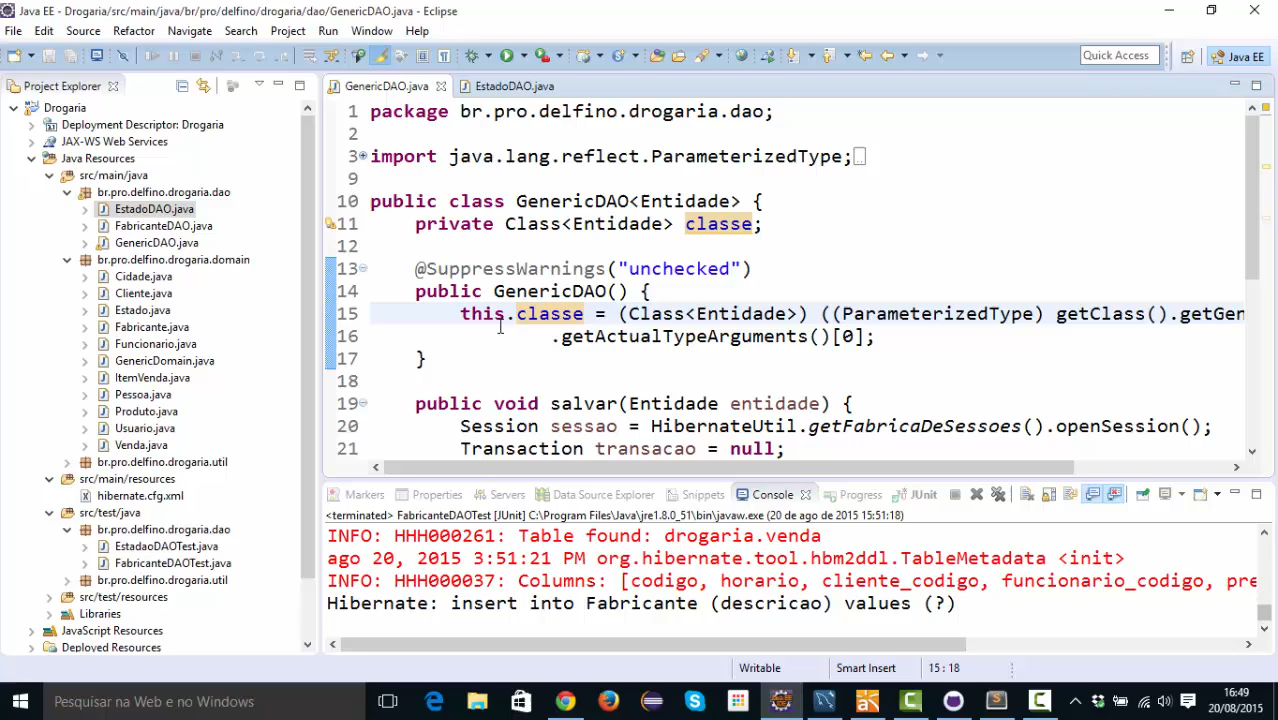 Java EE - Drogaria/src/main/java/br/pro/delfino/drogaria/dao/GenericDAO.java - Eclipse
File Edit Source Refactor Navigate Search Project Run Window Help
Quick Access
Java EE
Project Explorer
Drogaria
Deployment Descriptor: Drogaria
JAX-WS Web Services
Java Resources
src/main/java
br.pro.delfino.drogaria.dao
EstadoDAO.java
FabricanteDAO.java
GenericDAO.java
br.pro.delfino.drogaria.domain
Cidade.java
Cliente.java
Estado.java
Fabricante.java
Funcionario.java
GenericDomain.java
ItemVenda.java
Pessoa.java
Produto.java
Usuario.java
Venda.java
br.pro.delfino.drogaria.util
src/main/resources
hibernate.cfg.xml
src/test/java
br.pro.delfino.drogaria.dao
EstadaoDAOTest.java
FabricanteDAOTest.java
br.pro.delfino.drogaria.util
src/test/resources
Libraries
JavaScript Resources
Deployed Resources
GenericDAO.java EstadoDAO.java
1 package br.pro.delfino.drogaria.dao;
2
3 import java.lang.reflect.ParameterizedType;
9
10 public class GenericDAO<Entidade> {
11 private Class<Entidade> classe;
12
13 @SuppressWarnings("unchecked")
14 public GenericDAO() {
15 this.classe = (Class<Entidade>) ((ParameterizedType) getClass().getGen
16 .getActualTypeArguments()[0];
17 }
18
19 public void salvar(Entidade entidade) {
20 Session sessao = HibernateUtil.getFabricaDeSessoes().openSession();
21 Transaction transacao = null;
Markers Properties Servers Data Source Explorer Snippets Console Progress JUnit
<terminated> FabricanteDAOTest [JUnit] C:\Program Files\Java\jre1.8.0_51\bin\javaw.exe (20 de ago de 2015 15:51:18)
INFO: HHH000261: Table found: drogaria.venda
ago 20, 2015 3:51:21 PM org.hibernate.tool.hbm2ddl.TableMetadata <init>
INFO: HHH000037: Columns: [codigo, horario, cliente_codigo, funcionario_codigo, pre
Hibernate: insert into Fabricante (descricao) values (?)
Writable Smart Insert 15 : 18
Pesquisar na Web e no Windows
16:49
20/08/2015